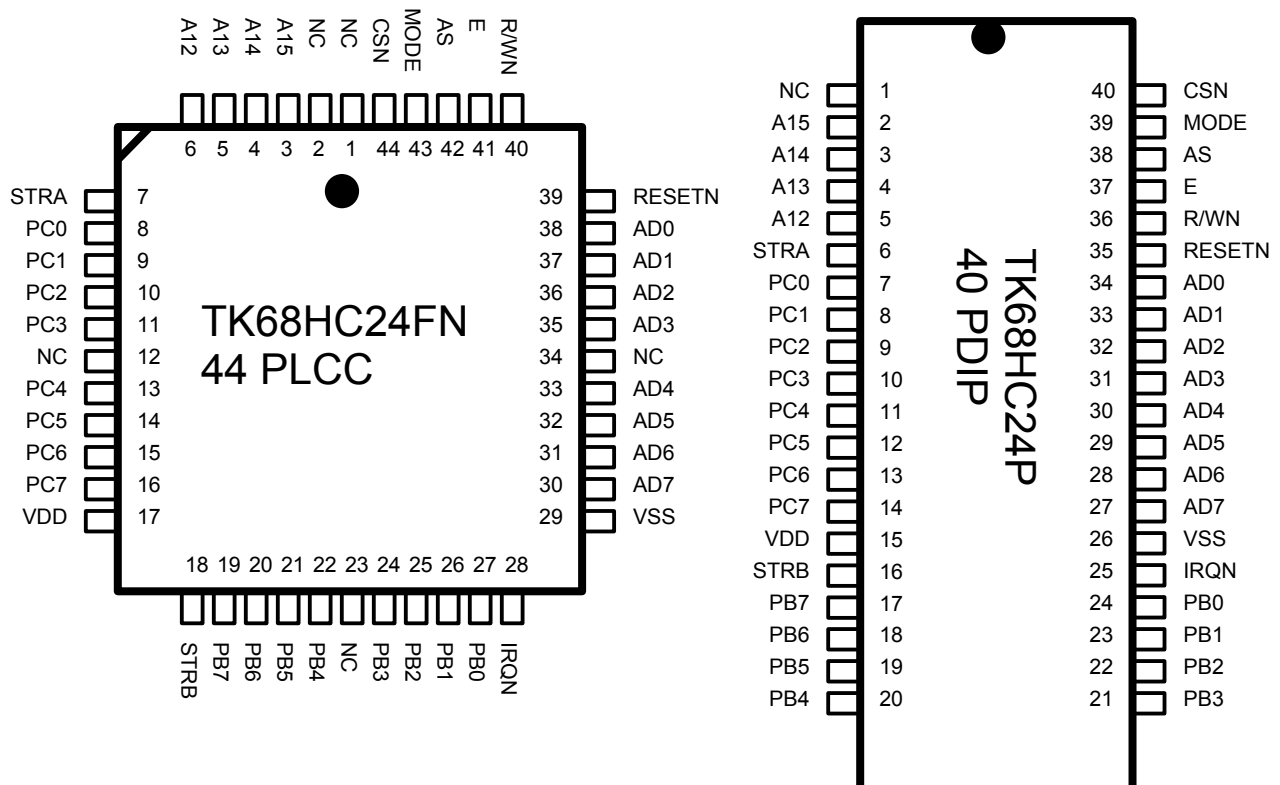 A12 A13 A14 A15 NC NC CSN MODE AS E R/WN
6 5 4 3 2 1 44 43 42 41 40
STRA 7 39 RESETN
PC0 8 38 AD0
PC1 9 37 AD1
PC2 10 36 AD2
PC3 11 35 AD3
NC 12 34 NC
PC4 13 33 AD4
PC5 14 32 AD5
PC6 15 31 AD6
PC7 16 30 AD7
VDD 17 29 VSS
TK68HC24FN
44 PLCC
18 19 20 21 22 23 24 25 26 27 28
STRB PB7 PB6 PB5 PB4 NC PB3 PB2 PB1 PB0 IRQN
NC 1 40 CSN
A15 2 39 MODE
A14 3 38 AS
A13 4 37 E
A12 5 36 R/WN
STRA 6 35 RESETN
PC0 7 34 AD0
PC1 8 33 AD1
PC2 9 32 AD2
PC3 10 31 AD3
PC4 11 30 AD4
PC5 12 29 AD5
PC6 13 28 AD6
PC7 14 27 AD7
VDD 15 26 VSS
STRB 16 25 IRQN
PB7 17 24 PB0
PB6 18 23 PB1
PB5 19 22 PB2
PB4 20 21 PB3
TK68HC24P
40 PDIP